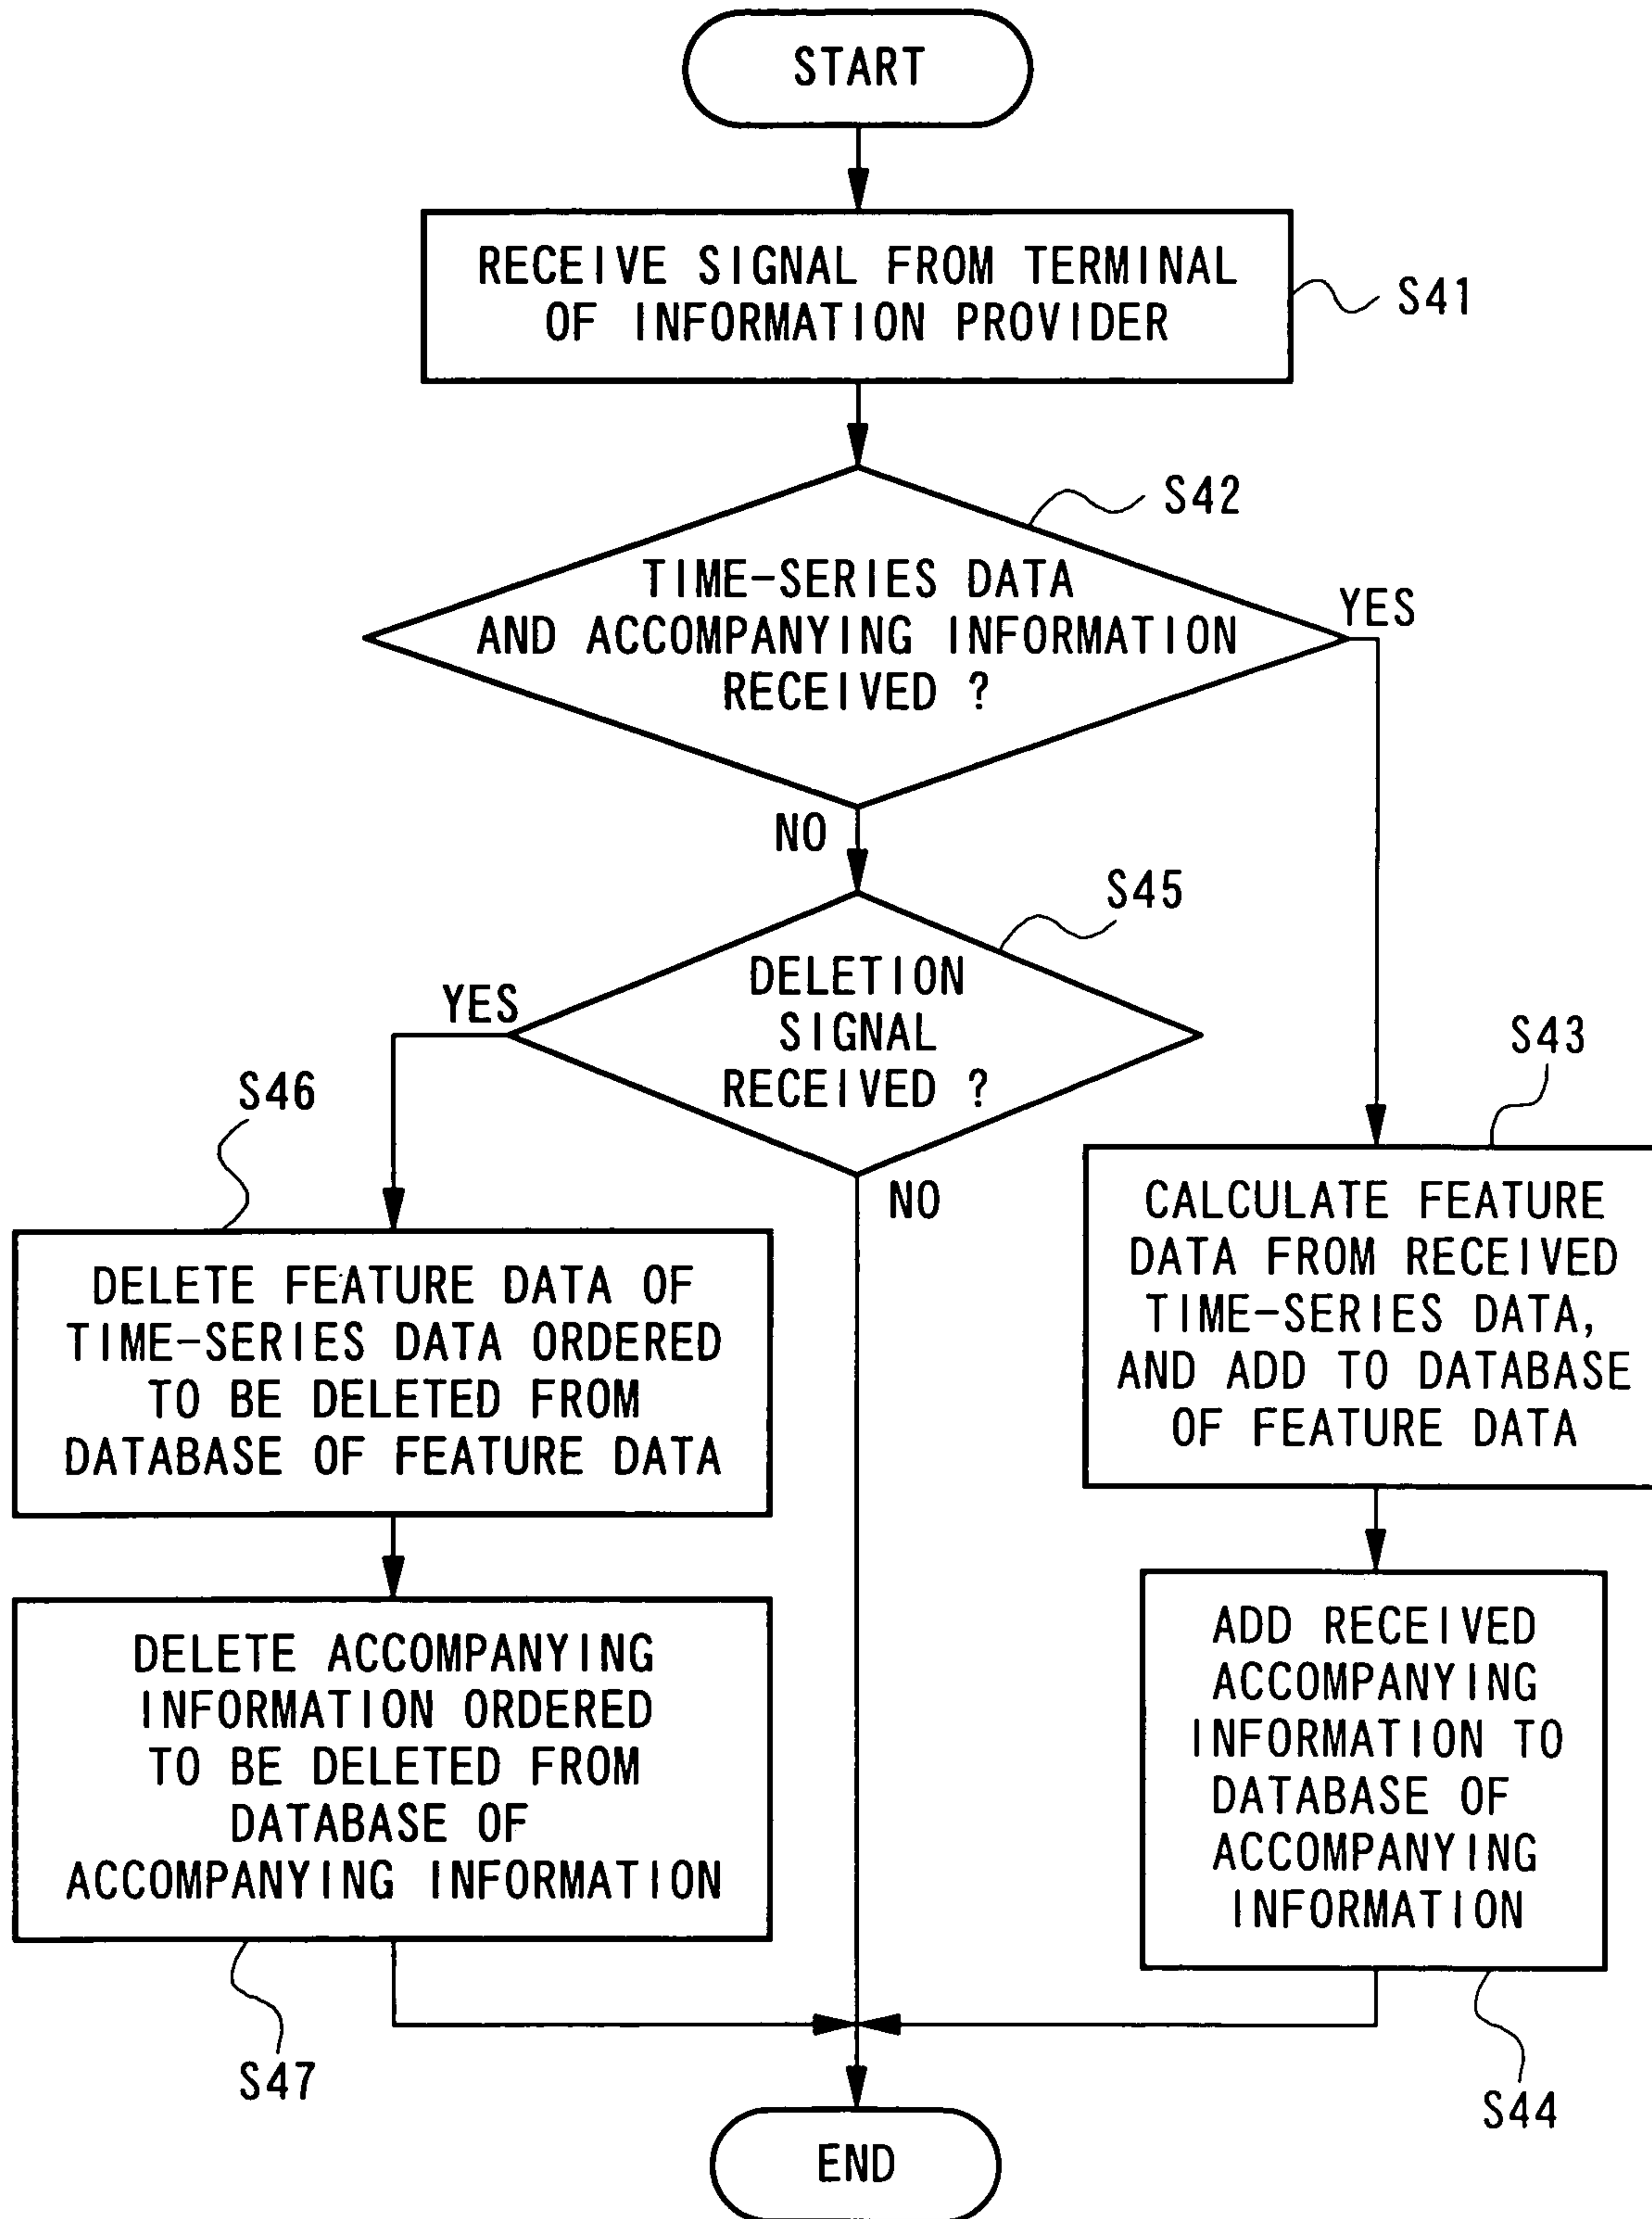 START
RECEIVE SIGNAL FROM TERMINAL
OF INFORMATION PROVIDER
S41
S42
TIME-SERIES DATA
AND ACCOMPANYING INFORMATION
RECEIVED ?
YES
NO
S45
DELETION
SIGNAL
RECEIVED ?
YES
NO
S43
CALCULATE FEATURE
DATA FROM RECEIVED
TIME-SERIES DATA,
AND ADD TO DATABASE
OF FEATURE DATA
S46
DELETE FEATURE DATA OF
TIME-SERIES DATA ORDERED
TO BE DELETED FROM
DATABASE OF FEATURE DATA
DELETE ACCOMPANYING
INFORMATION ORDERED
TO BE DELETED FROM
DATABASE OF
ACCOMPANYING INFORMATION
S47
ADD RECEIVED
ACCOMPANYING
INFORMATION TO
DATABASE OF
ACCOMPANYING
INFORMATION
S44
END